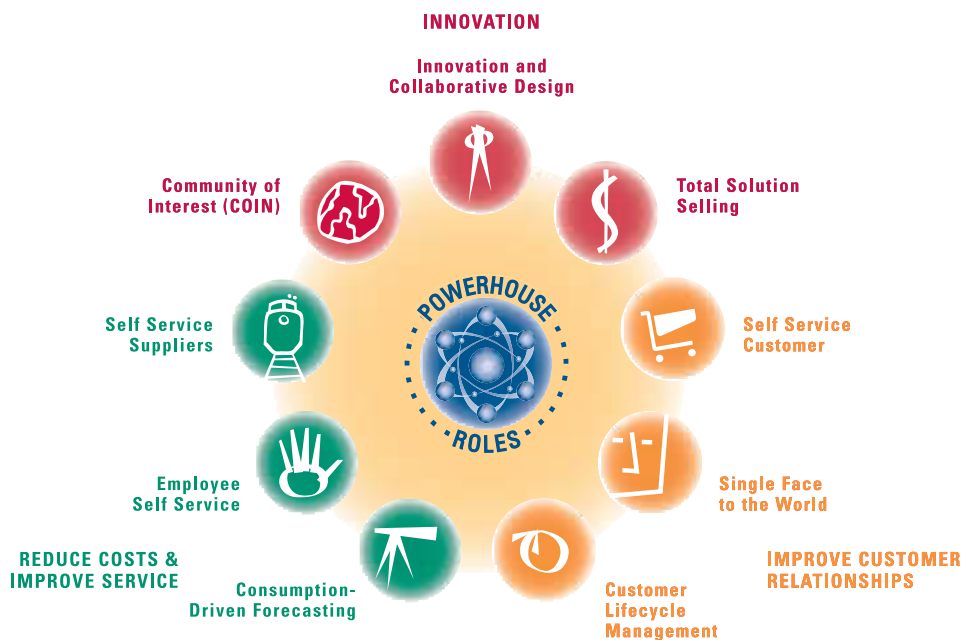 INNOVATION
Innovation and
Collaborative Design
Community of
Interest (COIN)
Total Solution
Selling
POWERHOUSE
ROLES
Self Service
Suppliers
Self Service
Customer
Employee
Self Service
Single Face
to the World
REDUCE COSTS &
IMPROVE SERVICE
Consumption-
Driven Forecasting
Customer
Lifecycle
Management
IMPROVE CUSTOMER
RELATIONSHIPS